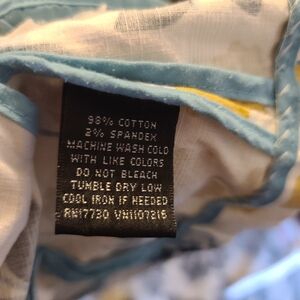 98% COTTON
2% SPANDEX
MACHINE WASH COLD
WITH LIKE COLORS
DO NOT BLEACH
TUMBLE DRY LOW
COOL IRON IF NEEDED
RN17730 VN1107215